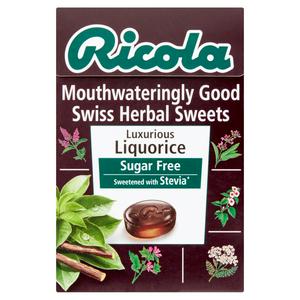 Ricola
Mouthwateringly Good
Swiss Herbal Sweets
Luxurious
Liquorice
Sugar Free
Sweetened with Stevia*